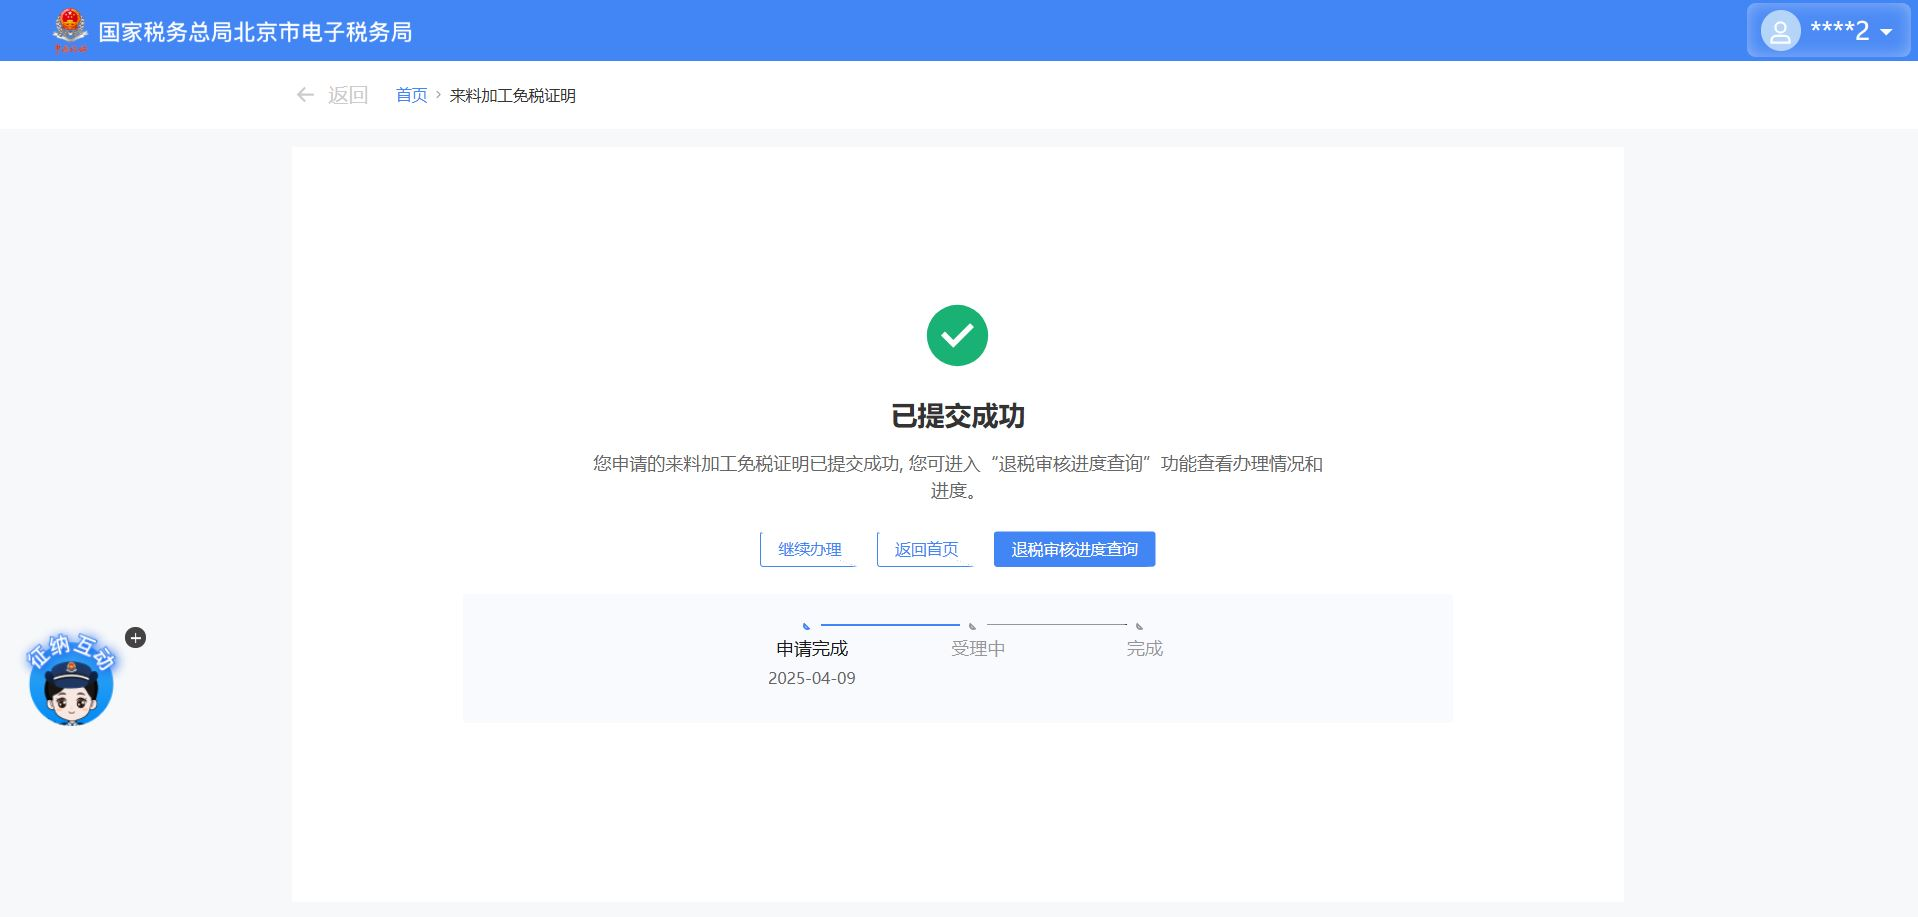 国家税务总局北京市电子税务局
****2
返回 首页 > 来料加工免税证明
已提交成功
您申请的来料加工免税证明已提交成功, 您可进入“退税审核进度查询”功能查看办理情况和
进度。
继续办理 返回首页 退税审核进度查询
申请完成 受理中 完成
2025-04-09
征纳互动